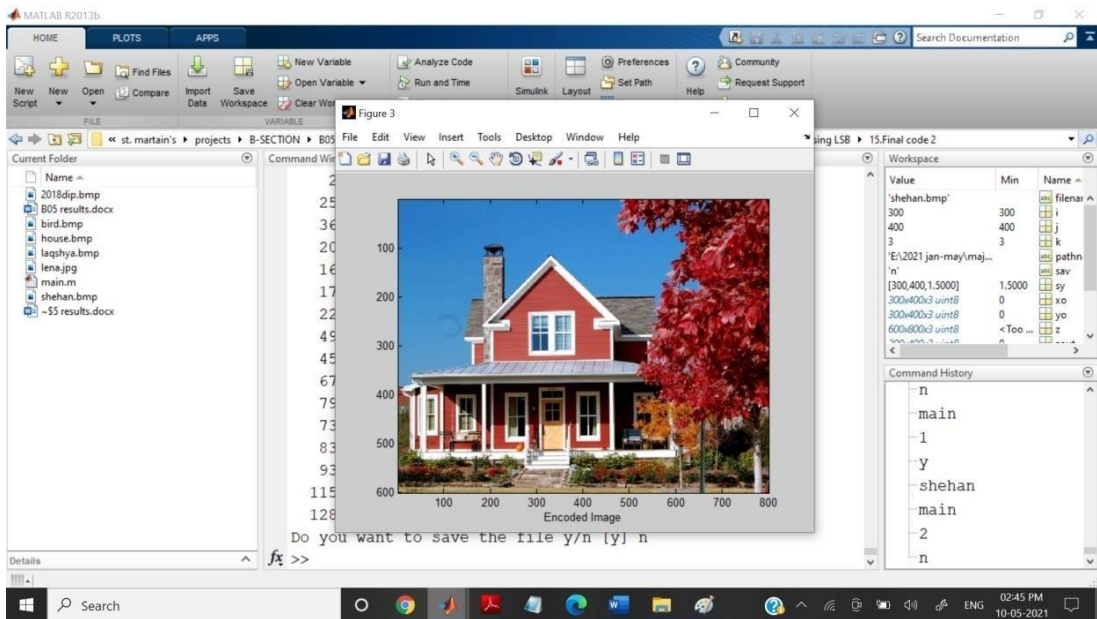 MATLAB R2013b
HOME PLOTS APPS
Search Documentation
New Script
New
Open
Find Files
Compare
Import Data
Save Workspace
New Variable
Open Variable
Clear Wor
Analyze Code
Run and Time
Simulink
Layout
Preferences
Set Path
Help
Community
Request Support
FILE
VARIABLE
« st. martain's ▸ projects ▸ B-SECTION ▸ B05
sing LSB ▸ 15.Final code 2
Current Folder
Name
2018dip.bmp
B05 results.docx
bird.bmp
house.bmp
laqshya.bmp
lena.jpg
main.m
shehan.bmp
~$5 results.docx
Details
Command Wir
2
25
36
20
16
17
22
49
45
67
79
73
83
93
115
128
Do you want to save the file y/n [y] n
fx >>
Figure 3
File Edit View Insert Tools Desktop Window Help
100
200
300
400
500
600
100 200 300 400 500 600 700 800
Encoded Image
Workspace
Value Min Name
'shehan.bmp' filenar
300 300 i
400 400 j
3 3 k
'E:\2021 jan-may\maj... pathn
'n' sav
[300,400,1.5000] 1.5000 sy
300x400x3 uint8 0 xo
300x400x3 uint8 0 yo
600x800x3 uint8 <Too ... z
Command History
n
main
1
y
shehan
main
2
n
Search
ENG
02:45 PM
10-05-2021